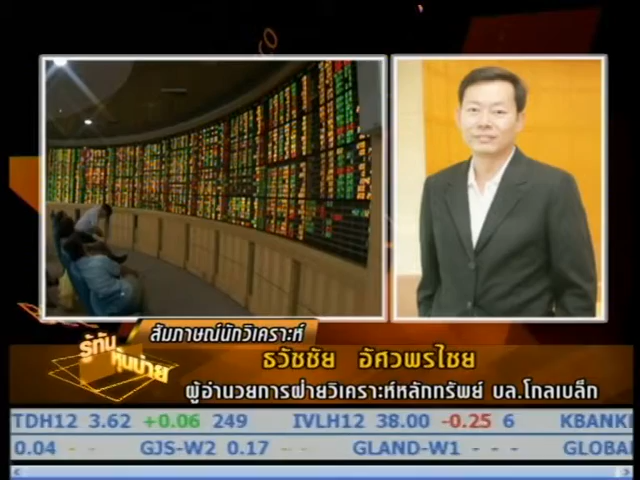 สัมภาษณ์นักวิเคราะห์
รู้ทัน
หุ้นบ่าย
ธวัชชัย อัศวพรไชย
ผู้อำนวยการฝ่ายวิเคราะห์หลักทรัพย์ บล.โกลเบล็ก
TDH12 3.62 +0.06 249 IVLH12 38.00 -0.25 6 KBANK
0.04 - - GJS-W2 0.17 - - GLAND-W1 - - - GLOBA